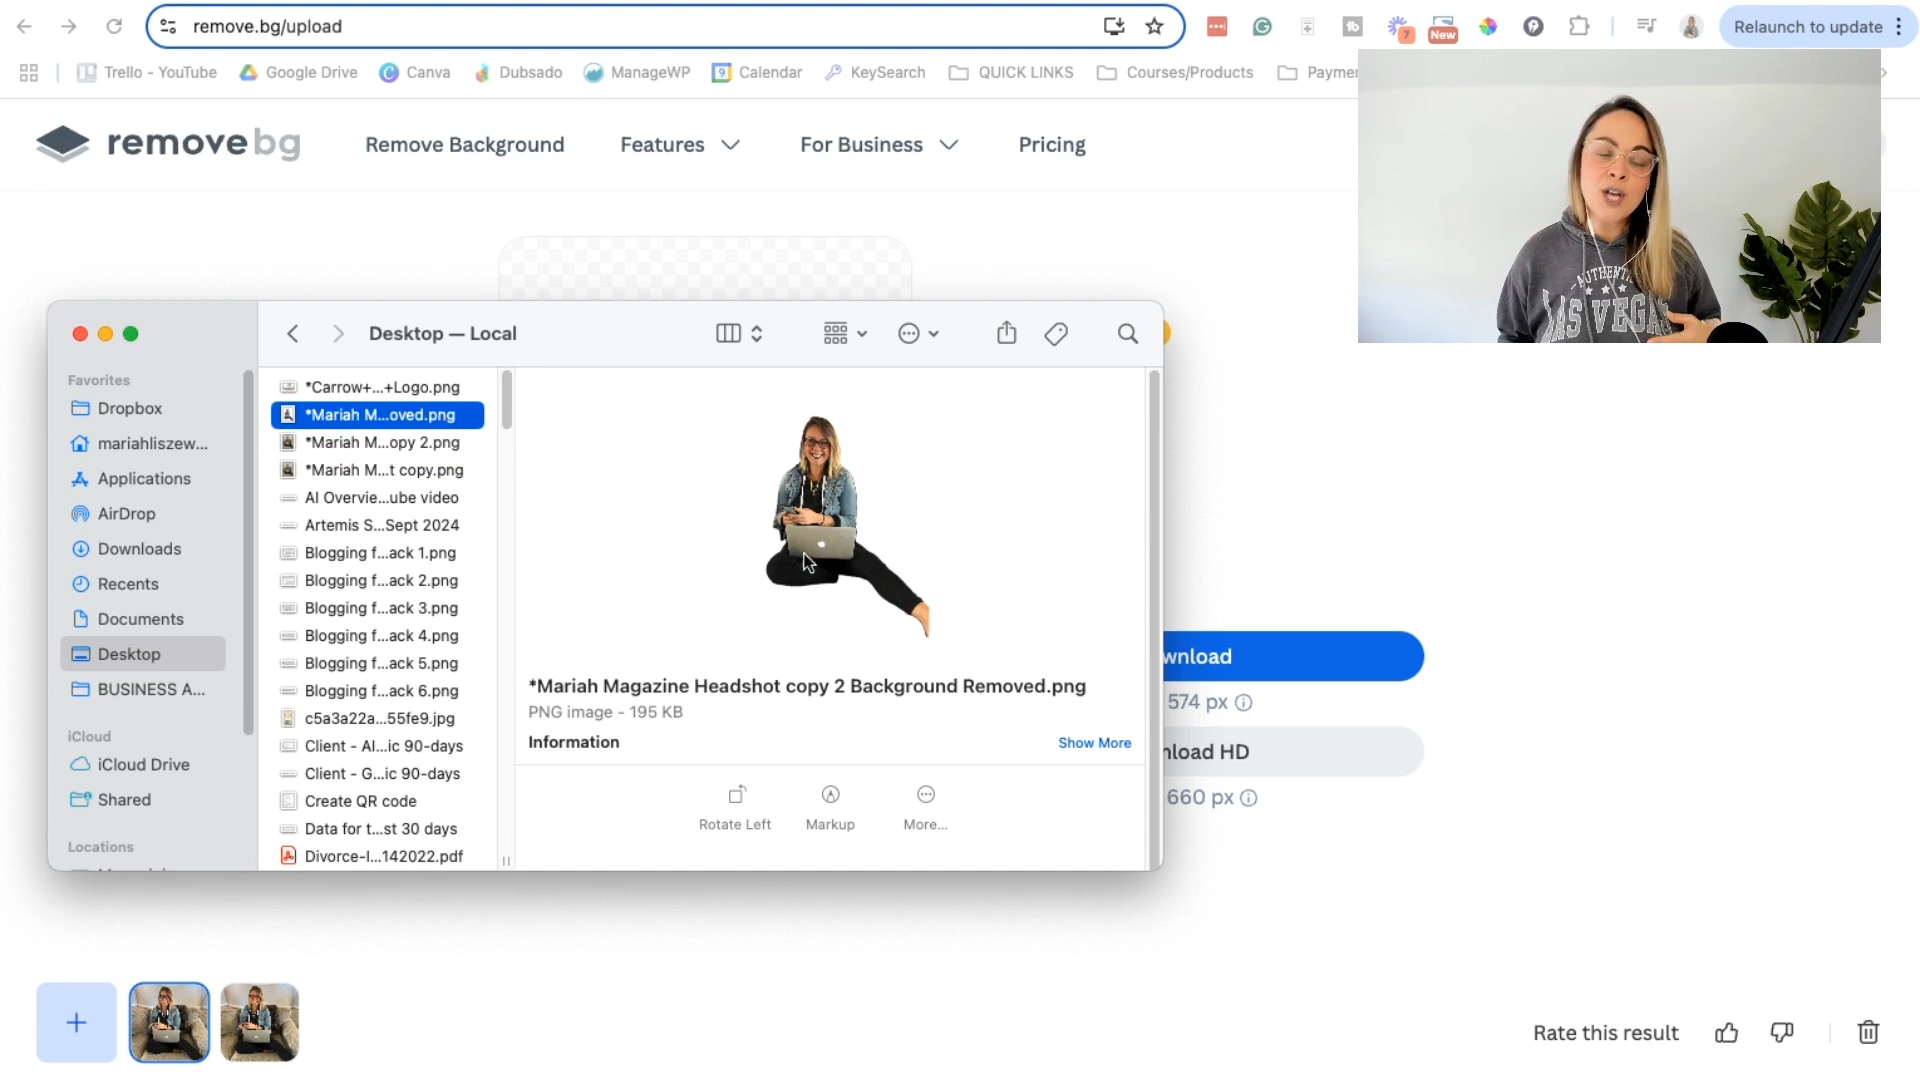 remove.bg/upload
7
New
Relaunch to update
Trello - YouTube
Google Drive
Canva
Dubsado
ManageWP
9
Calendar
KeySearch
QUICK LINKS
Courses/Products
removebg
Remove Background
Features
For Business
Pricing
AUTHENTI
LAS VEGA
Desktop — Local
Favorites
Dropbox
mariahliszew...
Applications
AirDrop
Downloads
Recents
Documents
Desktop
BUSINESS A...
iCloud
iCloud Drive
Shared
Locations
*Carrow+...+Logo.png
*Mariah M...oved.png
*Mariah M...opy 2.png
*Mariah M...t copy.png
AI Overvie...ube video
Artemis S...Sept 2024
Blogging f...ack 1.png
Blogging f...ack 2.png
Blogging f...ack 3.png
Blogging f...ack 4.png
Blogging f...ack 5.png
Blogging f...ack 6.png
c5a3a22a...55fe9.jpg
Client - AI...ic 90-days
Client - G...ic 90-days
Create QR code
Data for t...st 30 days
Divorce-I...142022.pdf
*Mariah Magazine Headshot copy 2 Background Removed.png
PNG image - 195 KB
Information
Show More
Rotate Left
Markup
More...
wnload
574 px
nload HD
660 px
Rate this result